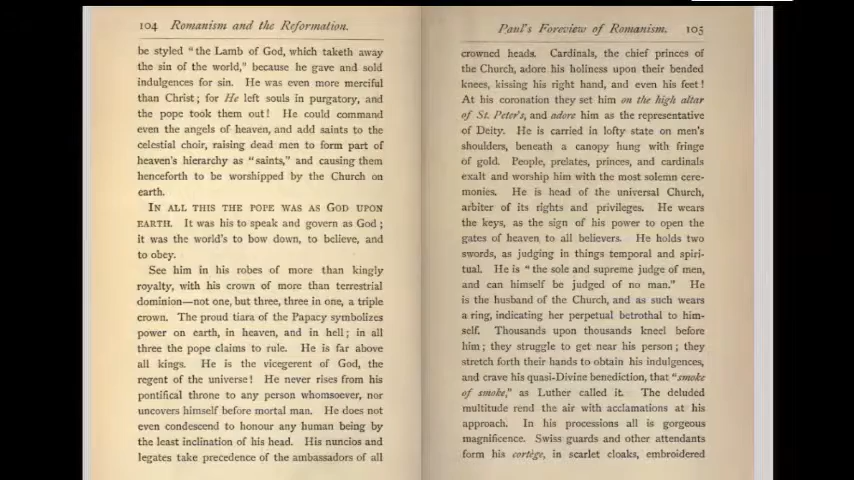 104 Romanism and the Reformation.
be styled "the Lamb of God, which taketh away
the sin of the world," because he gave and sold
indulgences for sin. He was even more merciful
than Christ; for He left souls in purgatory, and
the pope took them out! He could command
even the angels of heaven, and add saints to the
celestial choir, raising dead men to form part of
heaven's hierarchy as "saints," and causing them
henceforth to be worshipped by the Church on
earth.
IN ALL THIS THE POPE WAS AS GOD UPON
EARTH. It was his to speak and govern as God;
it was the world's to bow down, to believe, and
to obey.
See him in his robes of more than kingly
royalty, with his crown of more than terrestrial
dominion—not one, but three, three in one, a triple
crown. The proud tiara of the Papacy symbolizes
power on earth, in heaven, and in hell; in all
three the pope claims to rule. He is far above
all kings. He is the vicegerent of God, the
regent of the universe! He never rises from his
pontifical throne to any person whomsoever, nor
uncovers himself before mortal man. He does not
even condescend to honour any human being by
the least inclination of his head. His nuncios and
legates take precedence of the ambassadors of all
Paul's Foreview of Romanism. 105
crowned heads. Cardinals, the chief princes of
the Church, adore his holiness upon their bended
knees, kissing his right hand, and even his feet!
At his coronation they set him on the high altar
of St. Peter's, and adore him as the representative
of Deity. He is carried in lofty state on men's
shoulders, beneath a canopy hung with fringe
of gold. People, prelates, princes, and cardinals
exalt and worship him with the most solemn cere-
monies. He is head of the universal Church,
arbiter of its rights and privileges. He wears
the keys, as the sign of his power to open the
gates of heaven to all believers. He holds two
swords, as judging in things temporal and spiri-
tual. He is "the sole and supreme judge of men,
and can himself be judged of no man." He
is the husband of the Church, and as such wears
a ring, indicating her perpetual betrothal to him-
self. Thousands upon thousands kneel before
him; they struggle to get near his person; they
stretch forth their hands to obtain his indulgences,
and crave his quasi-Divine benediction, that "smoke
of smoke," as Luther called it. The deluded
multitude rend the air with acclamations at his
approach. In his processions all is gorgeous
magnificence. Swiss guards and other attendants
form his cortège, in scarlet cloaks, embroidered